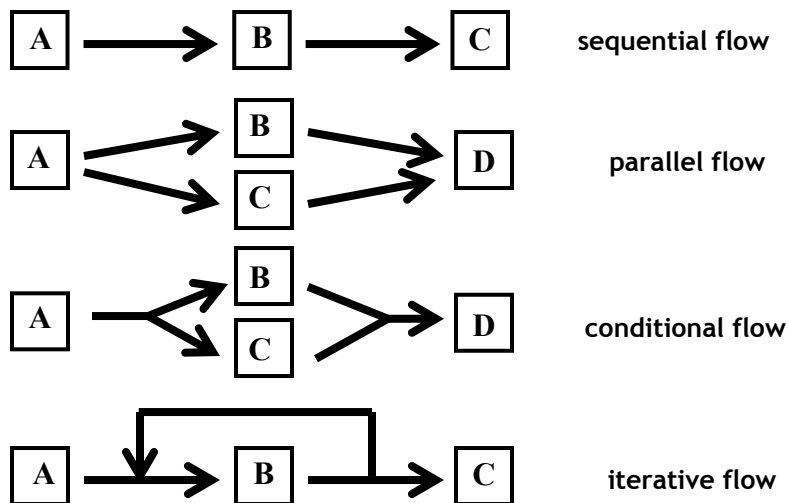 A B C sequential flow
B
A D parallel flow
C
B
A D conditional flow
C
A B C iterative flow